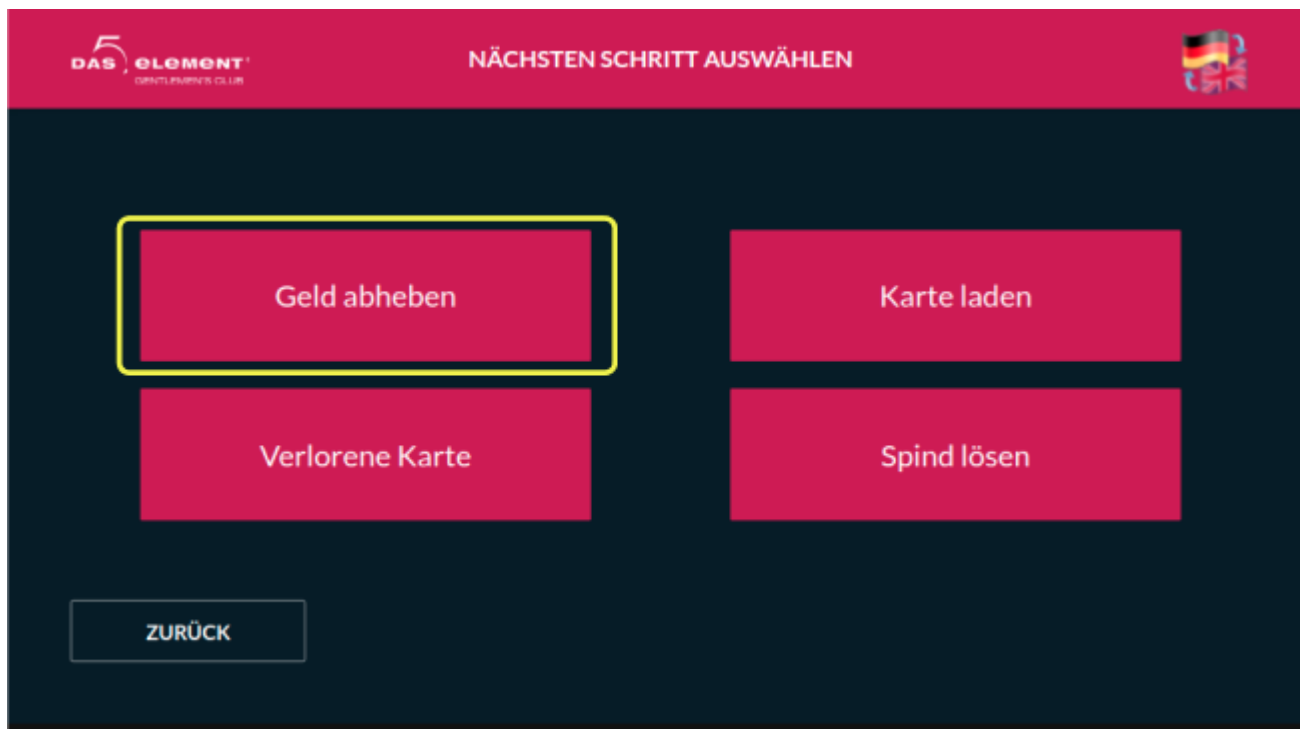 DAS 5 ELEMENT
GENTLEMEN'S CLUB
NÄCHSTEN SCHRITT AUSWÄHLEN
Geld abheben
Karte laden
Verlorene Karte
Spind lösen
ZURÜCK